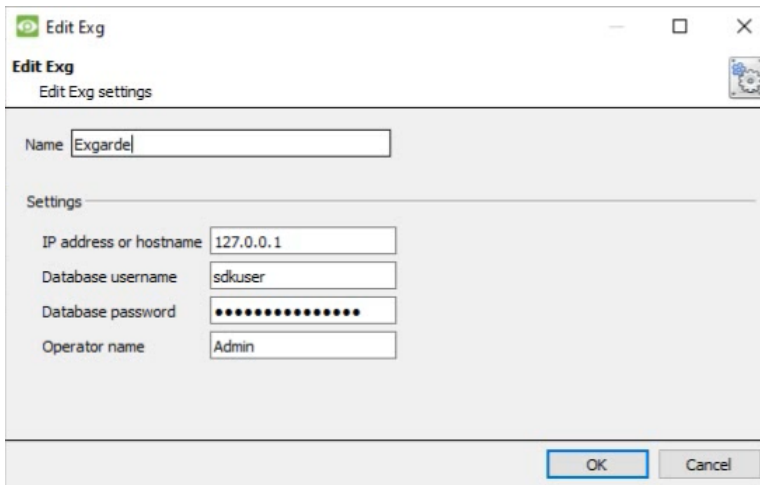 Edit Exg
Edit Exg
Edit Exg settings
Name Exgarde
Settings
IP address or hostname 127.0.0.1
Database username sdkuser
Database password ●●●●●●●●●●●●●●●
Operator name Admin
OK Cancel